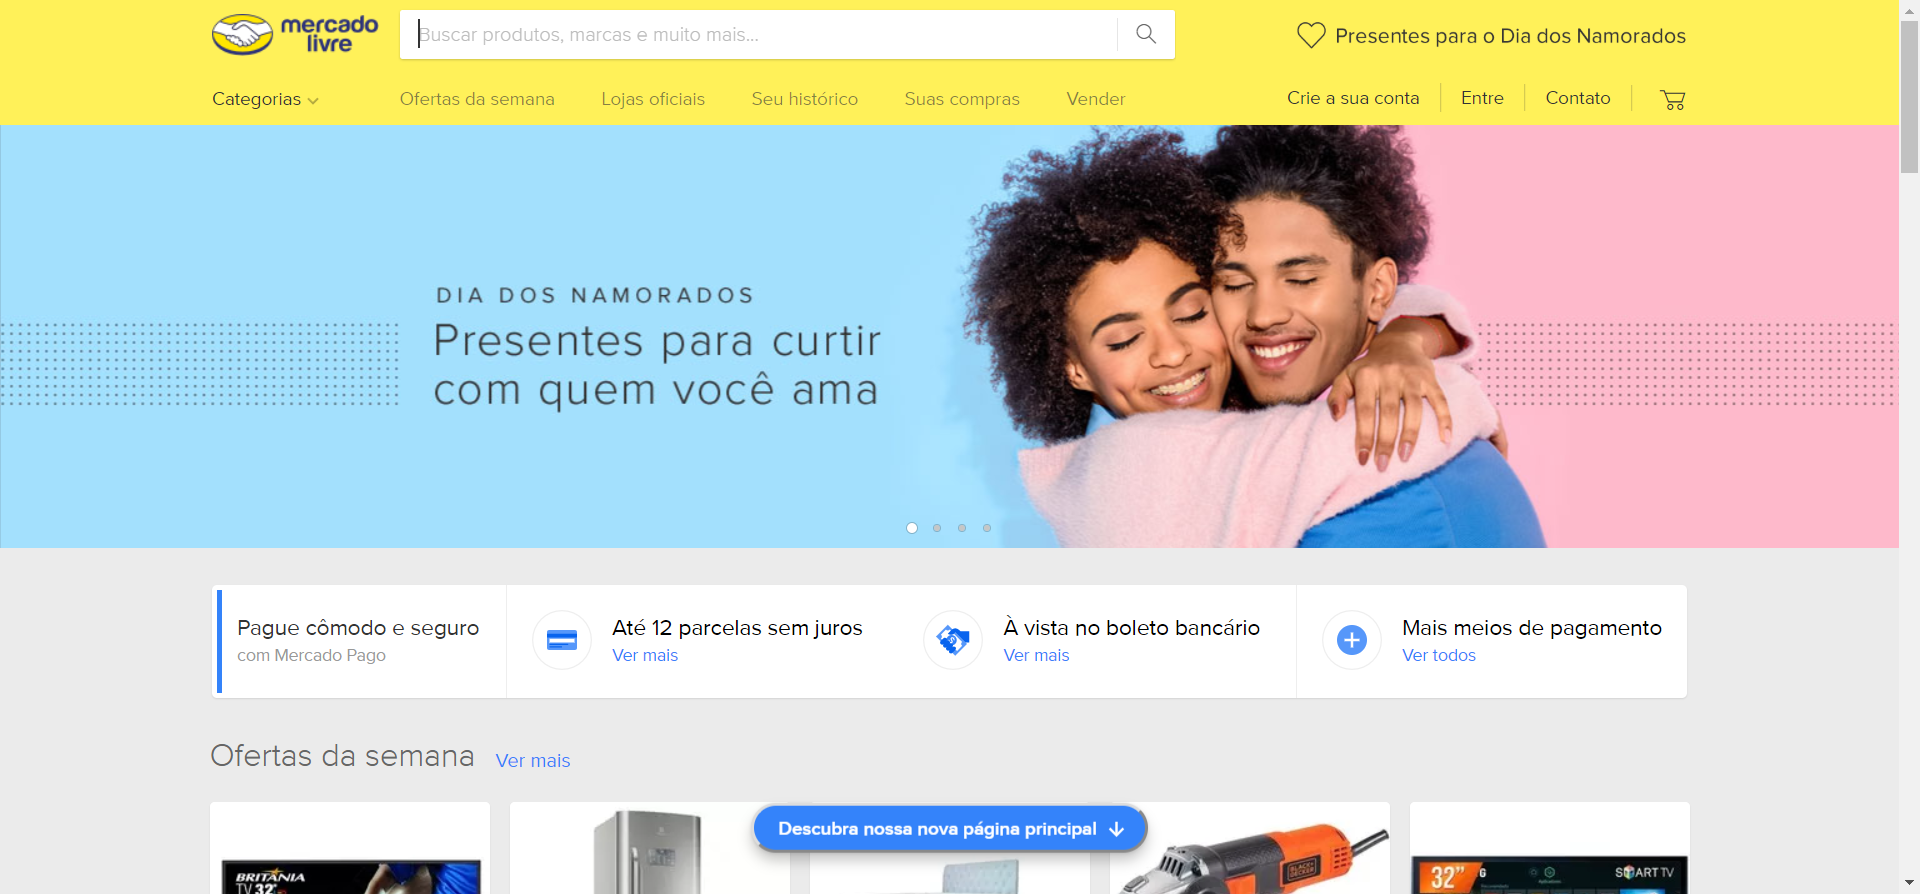 mercado
livre
Buscar produtos, marcas e muito mais...
Presentes para o Dia dos Namorados
Categorias
Ofertas da semana
Lojas oficiais
Seu histórico
Suas compras
Vender
Crie a sua conta
Entre
Contato
DIA DOS NAMORADOS
Presentes para curtir
com quem você ama
Pague cômodo e seguro
com Mercado Pago
Até 12 parcelas sem juros
Ver mais
À vista no boleto bancário
Ver mais
Mais meios de pagamento
Ver todos
Ofertas da semana
Ver mais
Descubra nossa nova página principal
BRITANIA
TV 32"
BLACK+
DECKER
32" G
SMART TV